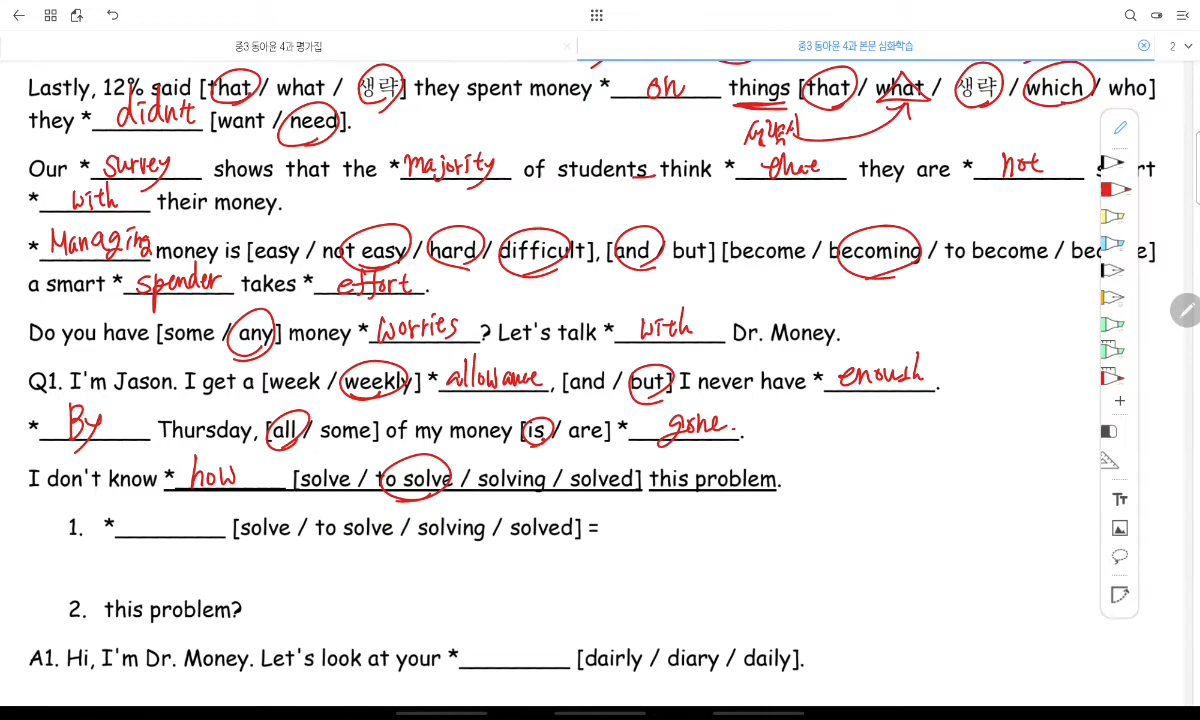 중3 동아윤 4과 평가집
중3 동아윤 4과 본문 심화학습
2
Lastly, 12% said [that / what / 생략] they spent money * on things [that / what / 생략 / which / who]
they * didn't [want / need].
Our * survey shows that the * majority of students think * that they are * not
* with their money.
* Managing money is [easy / not easy / hard / difficult], [and / but] [become / becoming / to become /
a smart * spender takes * effort.
Do you have [some / any] money * worries? Let's talk * with Dr. Money.
Q1. I'm Jason. I get a [week / weekly] * allowance, [and / but] I never have * enough.
* By Thursday, [all / some] of my money [is / are] * gone.
I don't know * how [solve / to solve / solving / solved] this problem.
1. *__________ [solve / to solve / solving / solved] =
2. this problem?
A1. Hi, I'm Dr. Money. Let's look at your *__________ [dairly / diary / daily].
Tт